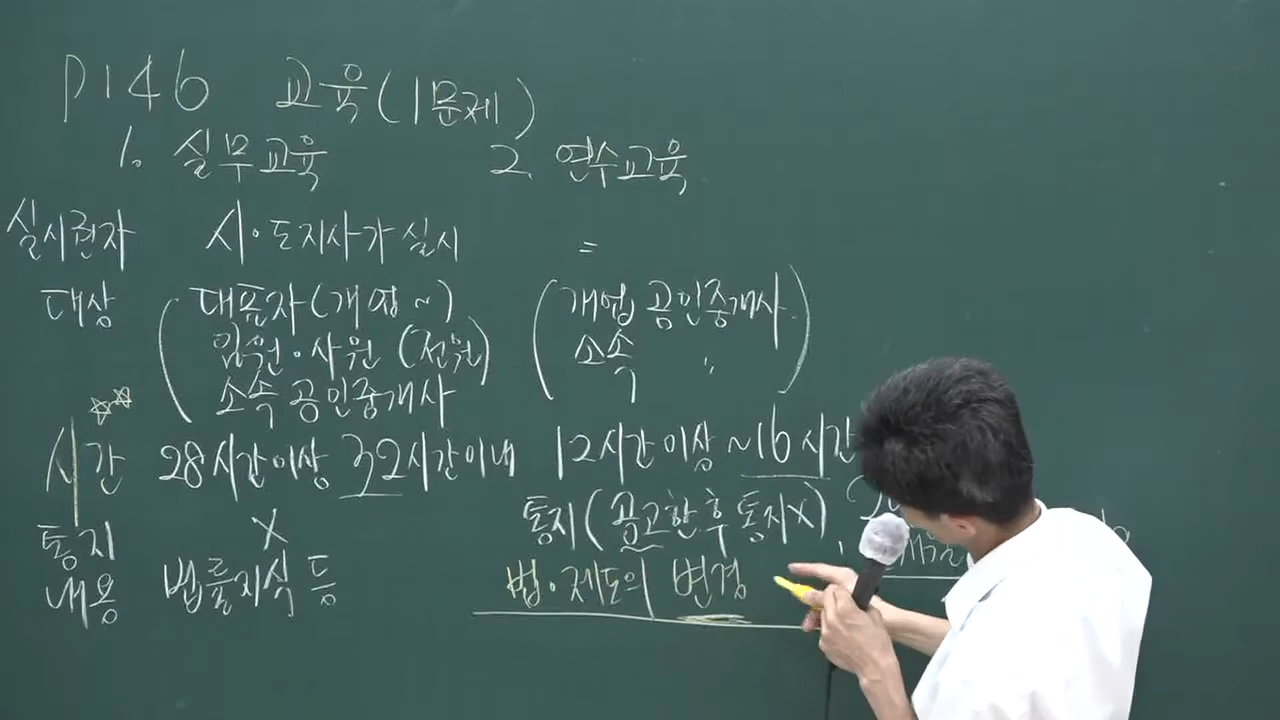 P146 교육(1문제)
1. 실무교육 2. 연수교육
실시권자 시·도지사가 실시 =
대상 (대표자(개업~) (개업 공인중개사)
임원·사원 (전원) 소속 〃
소속공인중개사
시간 28시간이상 32시간이내 12시간이상~16시간
통지 X 통지(공고한 후 통지X),
내용 법률지식 등 법·제도의 변경